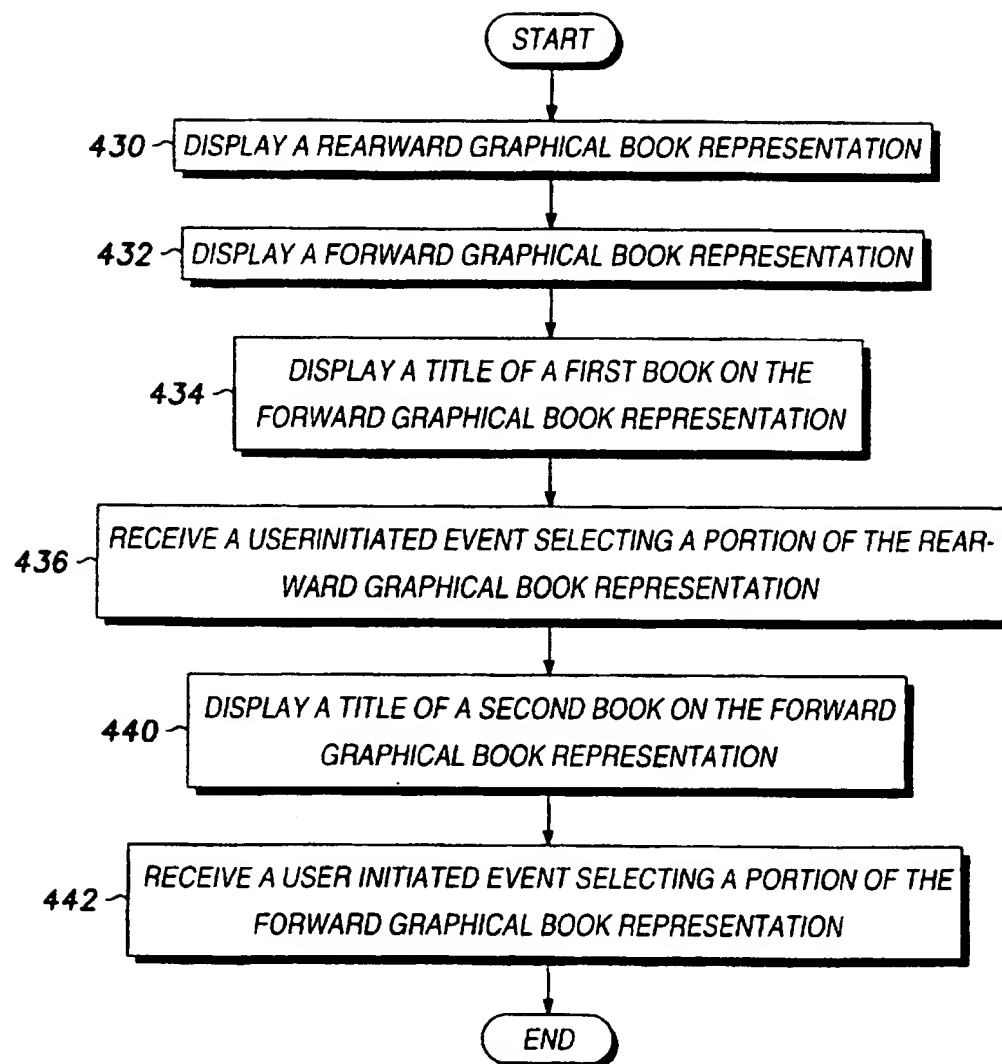 START
430 DISPLAY A REARWARD GRAPHICAL BOOK REPRESENTATION
432 DISPLAY A FORWARD GRAPHICAL BOOK REPRESENTATION
DISPLAY A TITLE OF A FIRST BOOK ON THE
434
FORWARD GRAPHICAL BOOK REPRESENTATION
RECEIVE A USERINITIATED EVENT SELECTING A PORTION OF THE REAR-
436
WARD GRAPHICAL BOOK REPRESENTATION
DISPLAY A TITLE OF A SECOND BOOK ON THE FORWARD
440
GRAPHICAL BOOK REPRESENTATION
RECEIVE A USER INITIATED EVENT SELECTING A PORTION OF THE
442
FORWARD GRAPHICAL BOOK REPRESENTATION
END